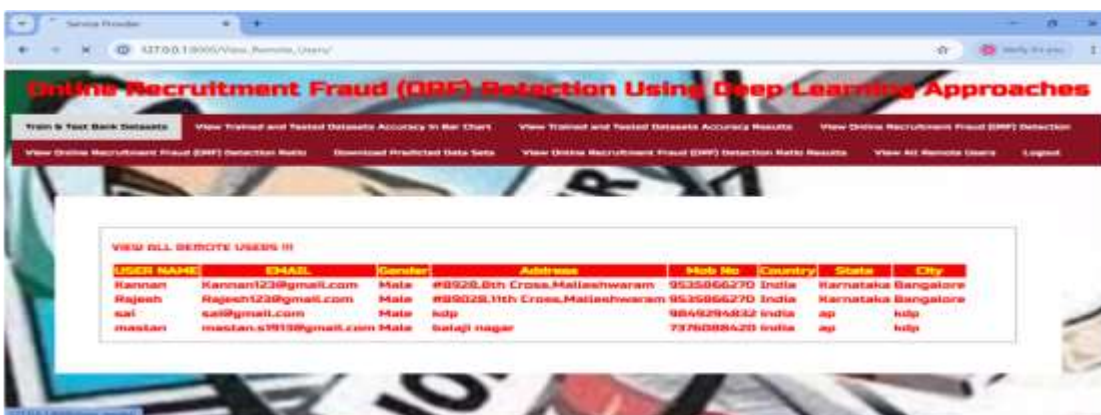 Service Provider
127.0.0.1:8000/View_Remote_Users/
Online Recruitment Fraud (ORF) Detection Using Deep Learning Approaches
Train & Test Bank Datasets View Trained and Tested Datasets Accuracy in Bar Chart View Trained and Tested Datasets Accuracy Results View Online Recruitment Fraud (ORF) Detection
View Online Recruitment Fraud (ORF) Detection Ratio Download Predicted Data Sets View Online Recruitment Fraud (ORF) Detection Ratio Results View All Remote Users Logout
VIEW ALL REMOTE USERS !!!
USER NAME EMAIL Gender Address Mob No Country State City
Kannan Kannan123@gmail.com Male #8928,8th Cross,Malleshwaram 9535866270 India Karnataka Bangalore
Rajesh Rajesh123@gmail.com Male #89028,11th Cross,Malleshwaram 9535866270 India Karnataka Bangalore
sai sai@gmail.com Male kdp 9849294832 india ap kdp
mastan mastan.s1913@gmail.com Male balaji nagar 7376088420 india ap kdp